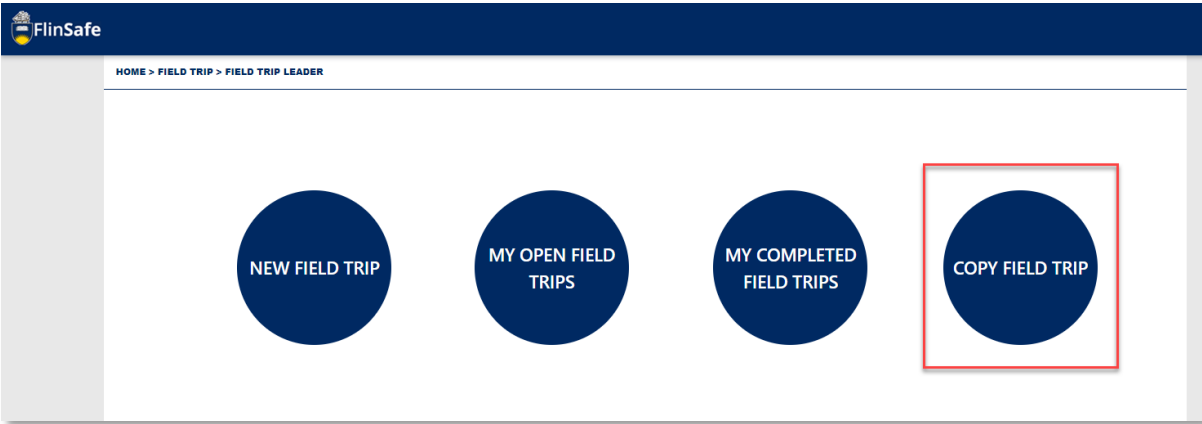 FlinSafe
HOME > FIELD TRIP > FIELD TRIP LEADER
NEW FIELD TRIP
MY OPEN FIELD
TRIPS
MY COMPLETED
FIELD TRIPS
COPY FIELD TRIP